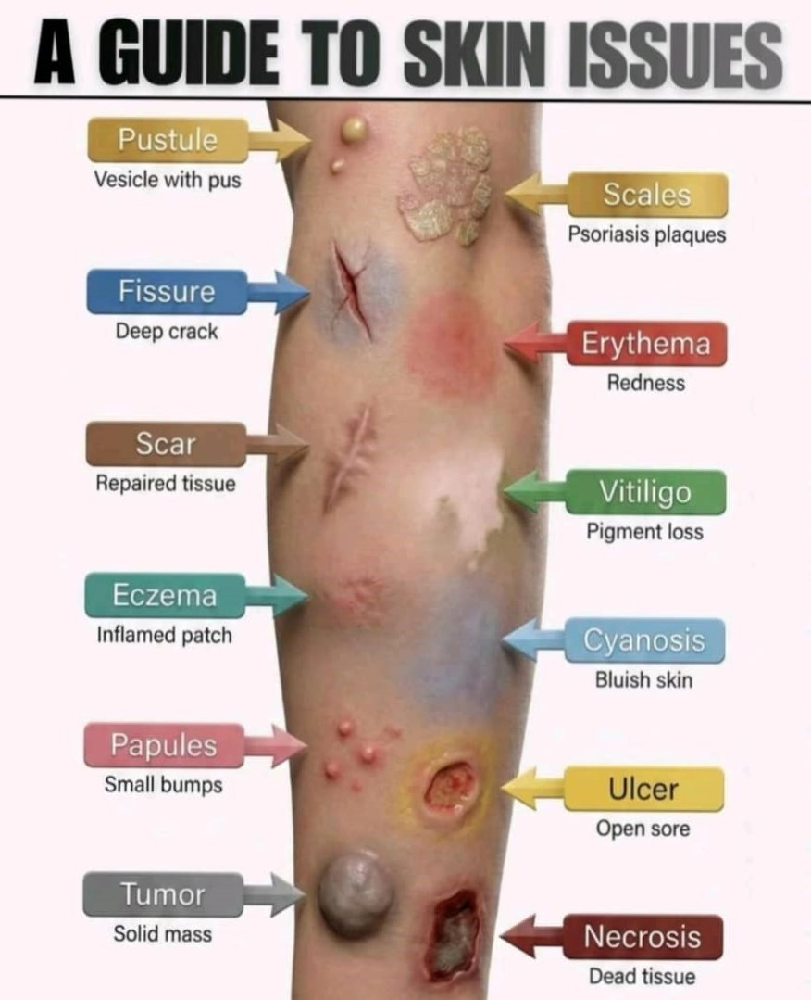 A GUIDE TO SKIN ISSUES
Pustule
Vesicle with pus
Scales
Psoriasis plaques
Fissure
Deep crack
Erythema
Redness
Scar
Repaired tissue
Vitiligo
Pigment loss
Eczema
Inflamed patch
Cyanosis
Bluish skin
Papules
Small bumps
Ulcer
Open sore
Tumor
Solid mass
Necrosis
Dead tissue